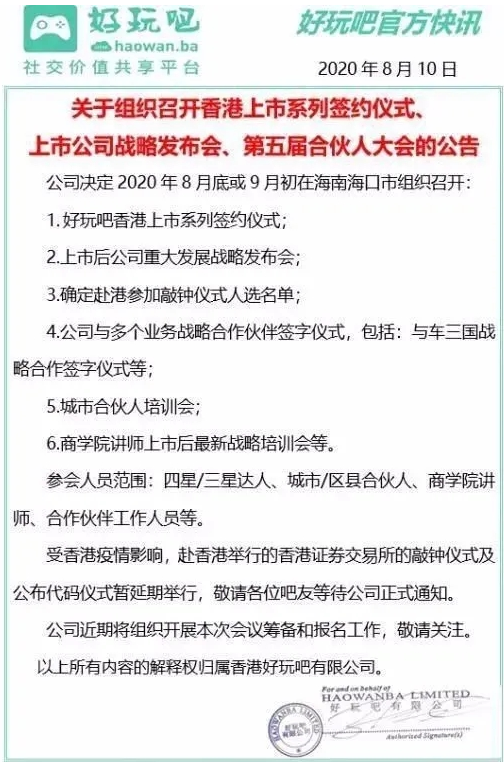 好玩吧
haowan.ba
社交价值共享平台
好玩吧官方快讯
2020年8月10日
关于组织召开香港上市系列签约仪式、
上市公司战略发布会、第五届合伙人大会的公告
公司决定 2020 年 8 月底或 9 月初在海南海口市组织召开：
1.好玩吧香港上市系列签约仪式；
2.上市后公司重大发展战略发布会；
3.确定赴港参加敲钟仪式人选名单；
4.公司与多个业务战略合作伙伴签字仪式，包括：与车三国战
略合作签字仪式等；
5.城市合伙人培训会；
6.商学院讲师上市后最新战略培训会等。
参会人员范围：四星/三星达人、城市/区县合伙人、商学院讲
师、合作伙伴工作人员等。
受香港疫情影响，赴香港举行的香港证券交易所的敲钟仪式及
公布代码仪式暂延期举行，敬请各位吧友等待公司正式通知。
公司近期将组织开展本次会议筹备和报名工作，敬请关注。
以上所有内容的解释权归属香港好玩吧有限公司。
For and on behalf of
HAOWANBA LIMITED
好玩吧有限公司
Authorized Signature(s)
HAOWANBA LIMITED
好玩吧
有限公司